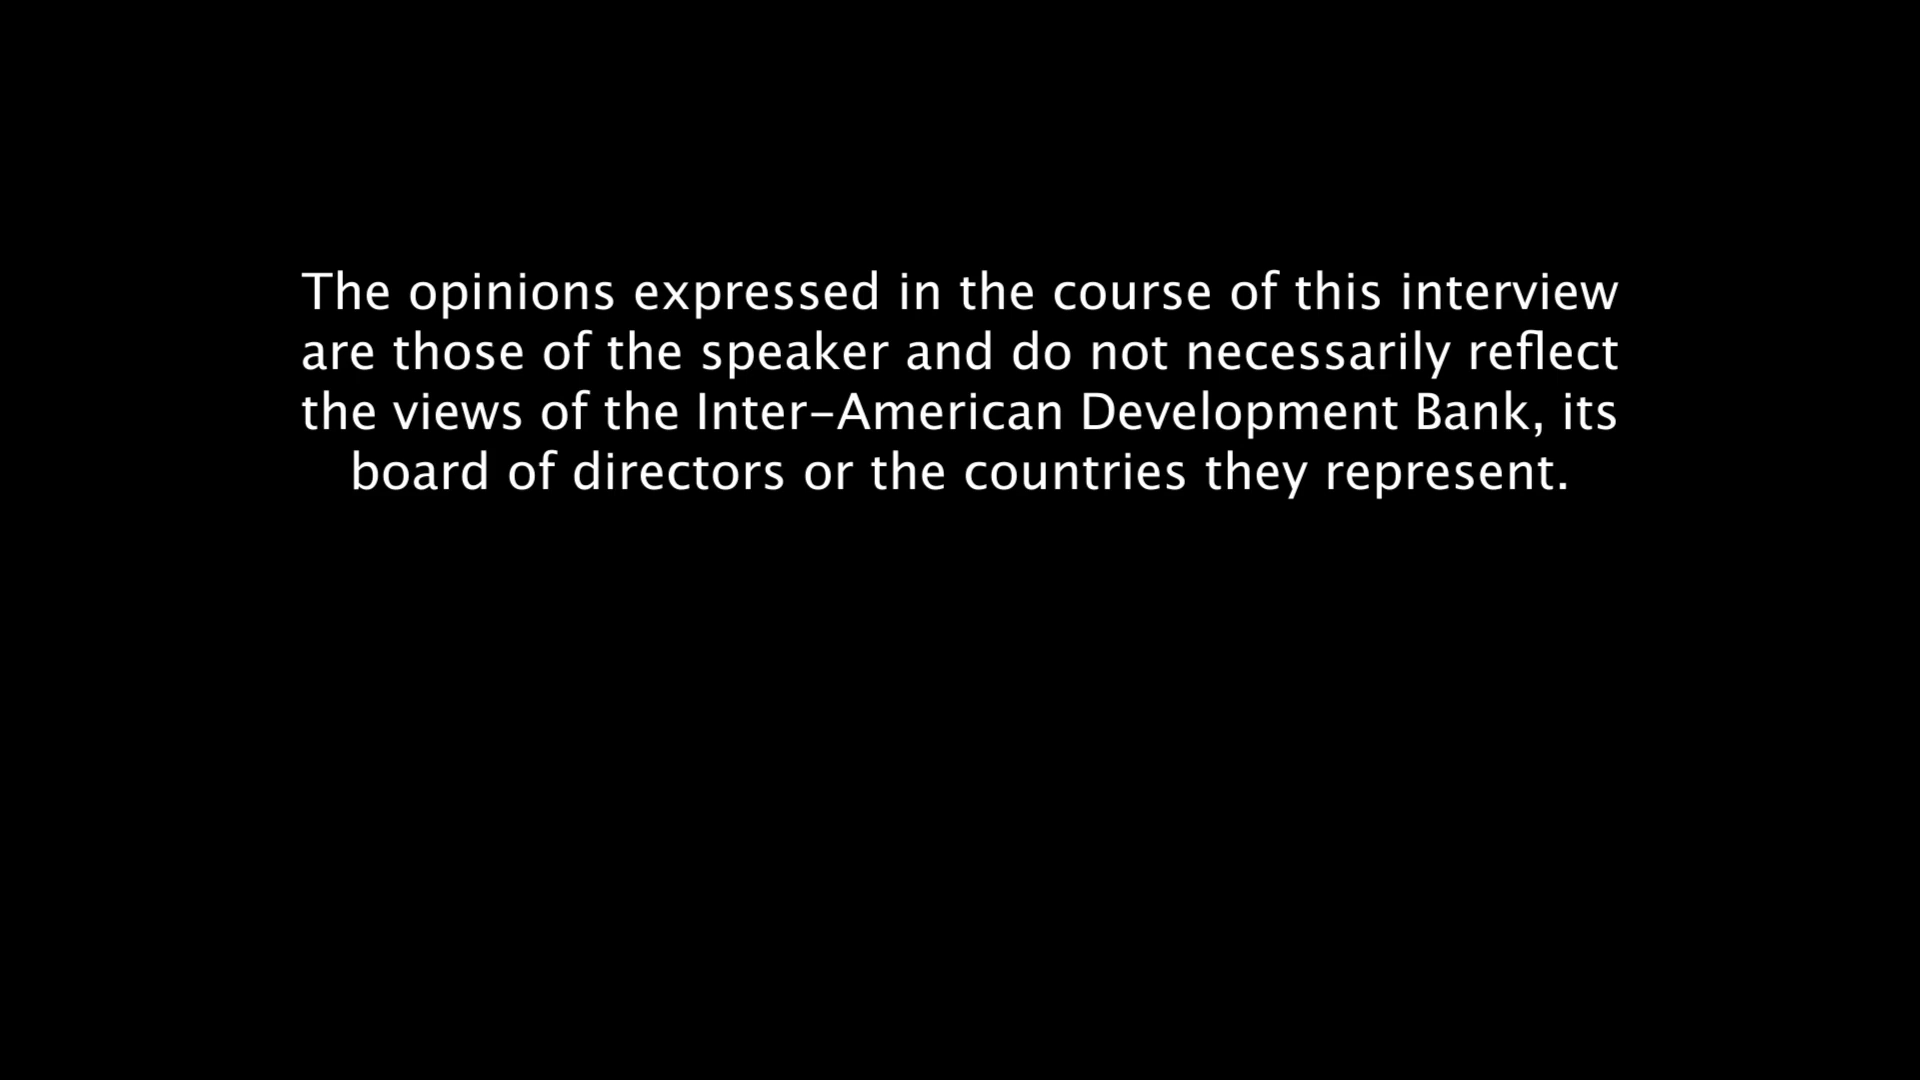 The opinions expressed in the course of this interview
are those of the speaker and do not necessarily reflect
the views of the Inter-American Development Bank, its
board of directors or the countries they represent.